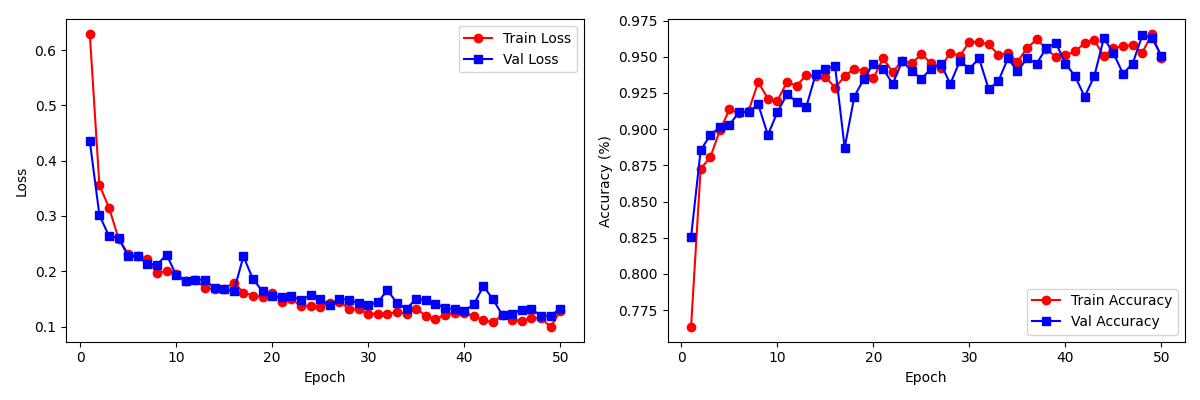 Train Loss
Val Loss
0.6
0.5
0.4
0.3
0.2
0.1
Loss
0 10 20 30 40 50
Epoch
0.975
0.950
0.925
0.900
0.875
0.850
0.825
0.800
0.775
Accuracy (%)
Train Accuracy
Val Accuracy
0 10 20 30 40 50
Epoch